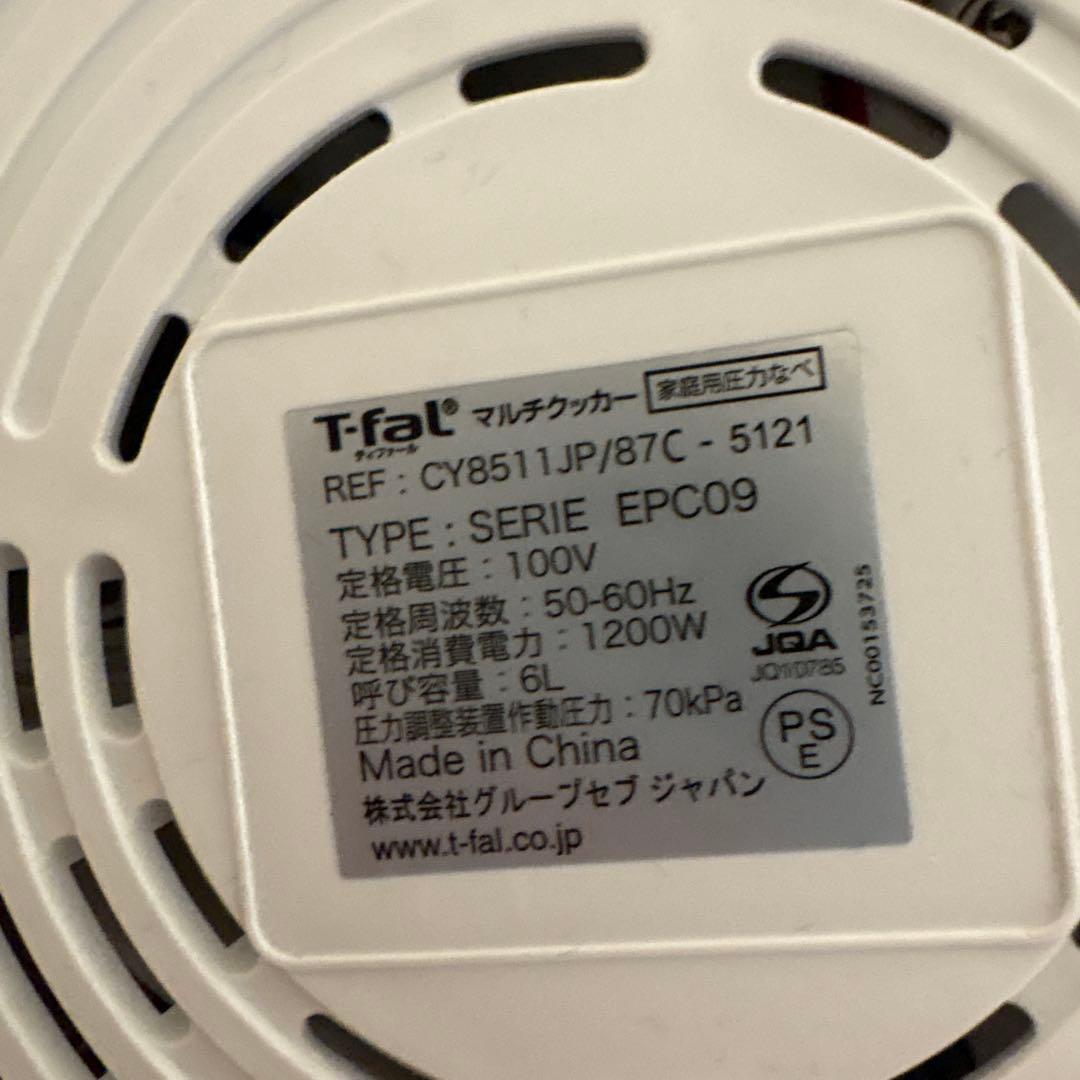 T-fal® マルチクッカー 家庭用圧力なべ
ティファール
REF : CY8511JP/87C - 5121
TYPE : SERIE EPC09
定格電圧 : 100V
定格周波数 : 50-60Hz
定格消費電力 : 1200W
呼び容量 : 6L
圧力調整装置作動圧力 : 70kPa
Made in China
株式会社グループセブ ジャパン
www.t-fal.co.jp
JQA
NC00153725
PS
E